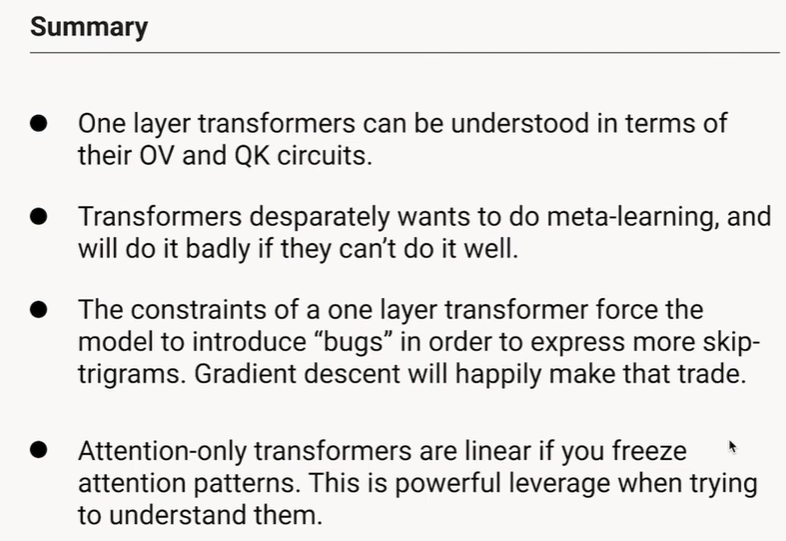 Summary
● One layer transformers can be understood in terms of
their OV and QK circuits.
● Transformers desparately wants to do meta-learning, and
will do it badly if they can’t do it well.
● The constraints of a one layer transformer force the
model to introduce “bugs” in order to express more skip-
trigrams. Gradient descent will happily make that trade.
● Attention-only transformers are linear if you freeze
attention patterns. This is powerful leverage when trying
to understand them.